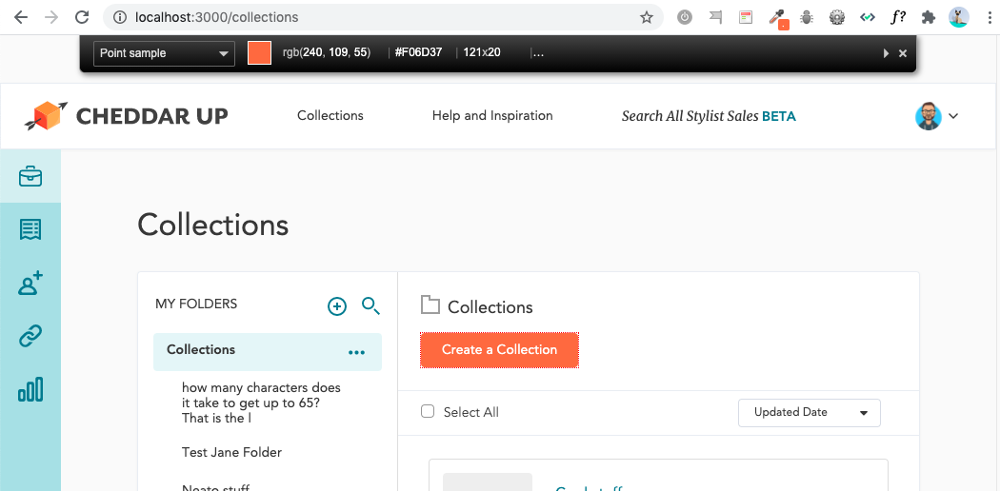 localhost:3000/collections
f?
Point sample
rgb(240, 109, 55)
| #F06D37
| 121x20
|...
CHEDDAR UP
Collections
Help and Inspiration
Search All Stylist Sales BETA
Collections
MY FOLDERS
Collections
how many characters does
it take to get up to 65?
That is the l
Test Jane Folder
Neato stuff
Collections
Create a Collection
Select All
Updated Date